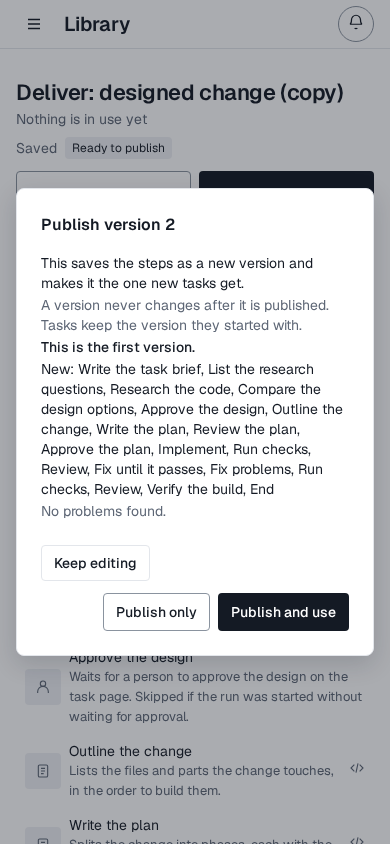 Library
Deliver: designed change (copy)
Nothing is in use yet
Saved Ready to publish
Publish version 2
This saves the steps as a new version and
makes it the one new tasks get.
A version never changes after it is published.
Tasks keep the version they started with.
This is the first version.
New: Write the task brief, List the research
questions, Research the code, Compare the
design options, Approve the design, Outline the
change, Write the plan, Review the plan,
Approve the plan, Implement, Run checks,
Review, Fix until it passes, Fix problems, Run
checks, Review, Verify the build, End
No problems found.
Keep editing
Publish only Publish and use
Approve the design
Waits for a person to approve the design on the
task page. Skipped if the run was started without
waiting for approval.
Outline the change
Lists the files and parts the change touches,
in the order to build them.
Write the plan
Splits the change into phases, each with the